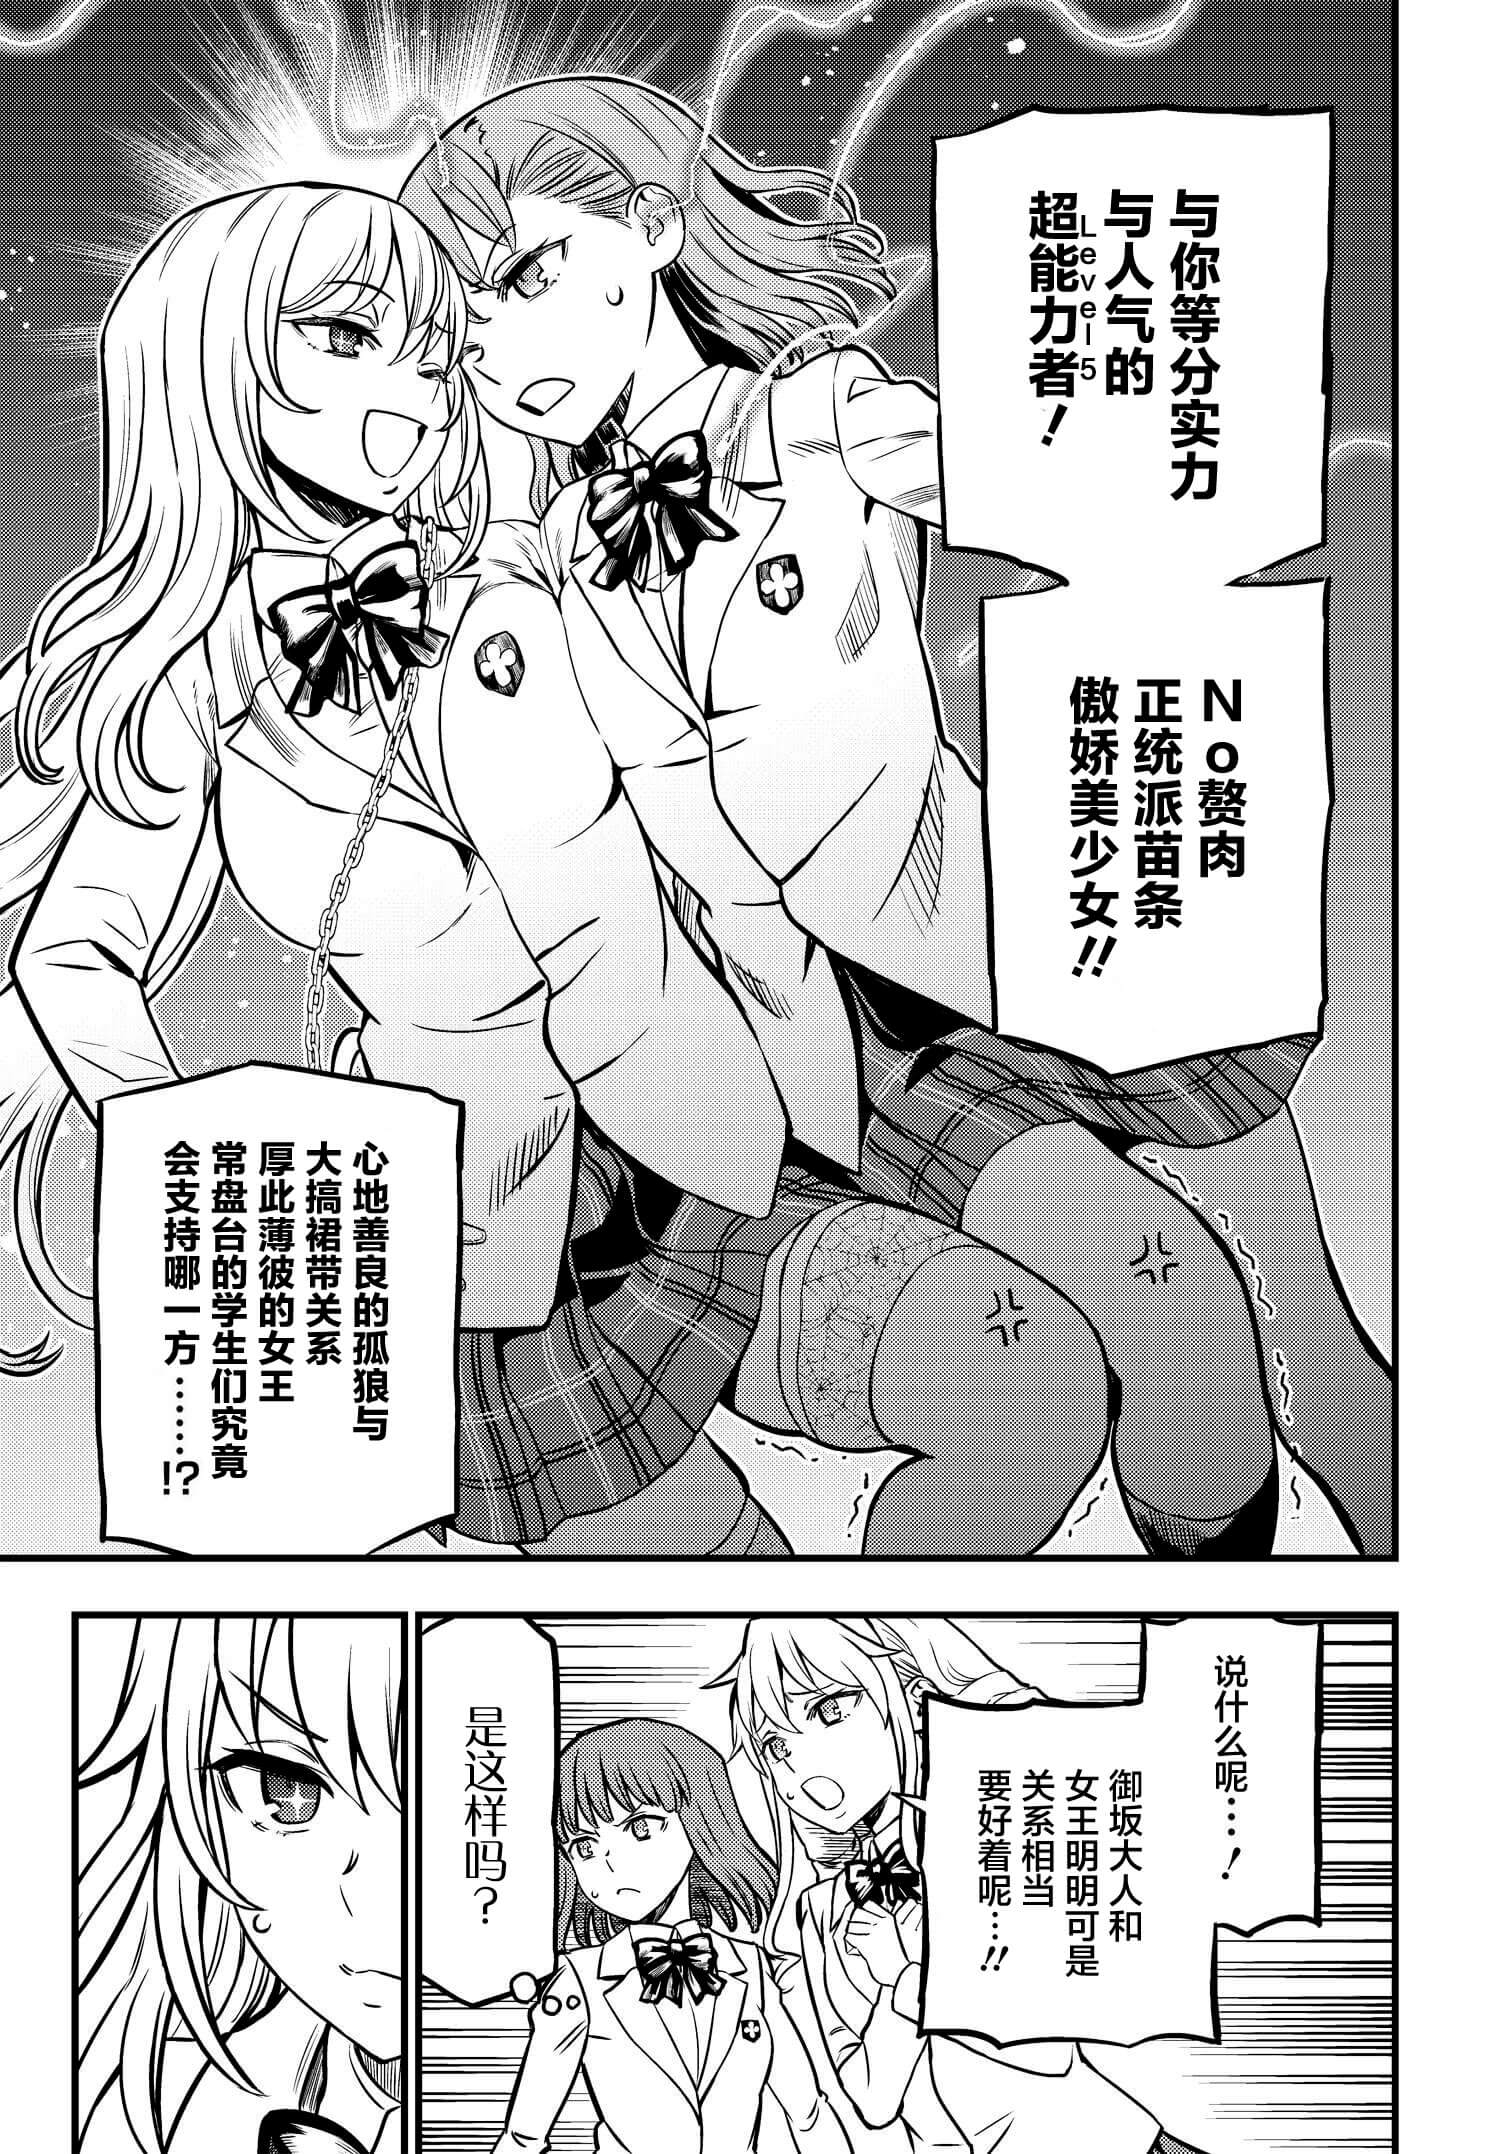 与你等分实力
与人气的
Level5
超能力者！
No赘肉
正统派苗条
傲娇美少女!!
心地善良的孤狼与
大搞裙带关系
厚此薄彼的女王
常盘台的学生们究竟
会支持哪一方……!?
说什么呢…！
御坂大人和
女王明明可是
关系相当
要好着呢…!!
是这样吗？